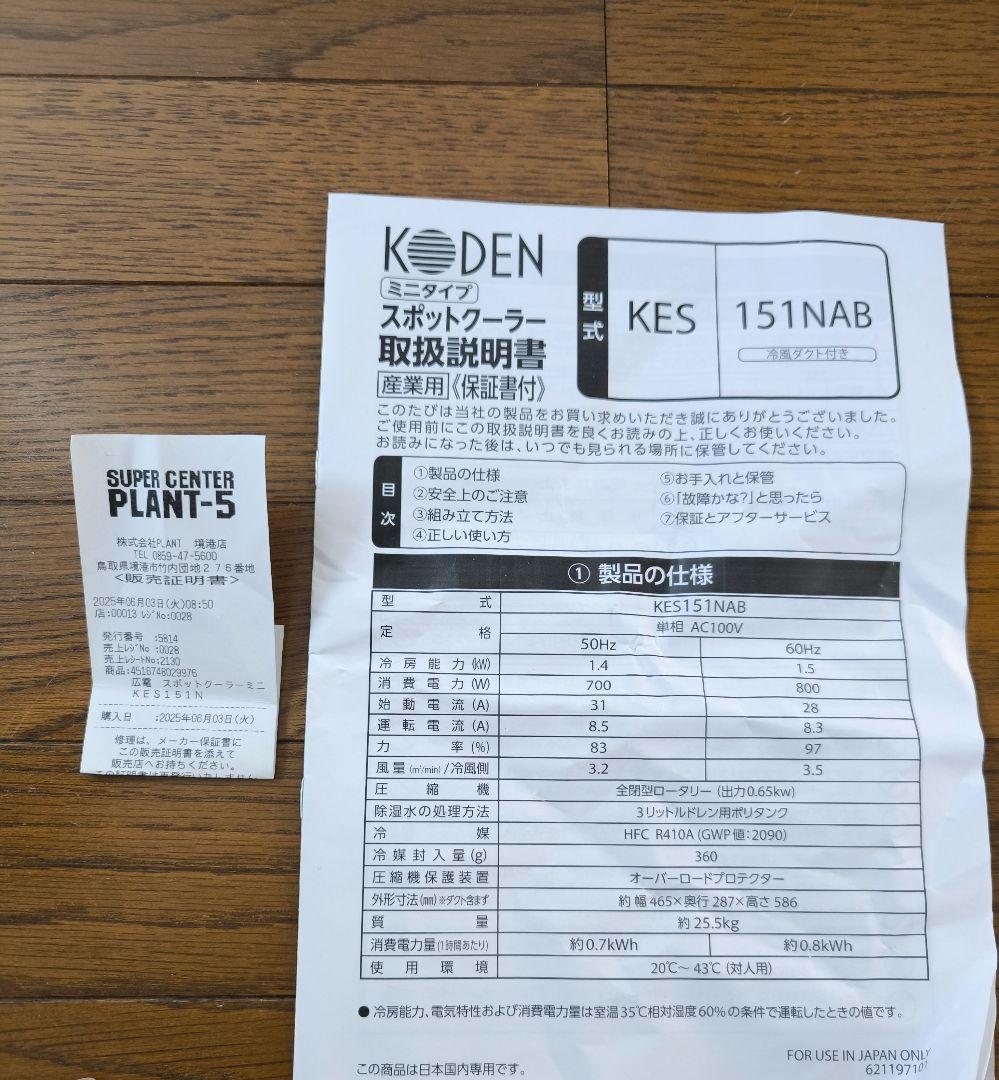 SUPER CENTER
PLANT-5
株式会社PLANT 境港店
TEL 0859-47-5600
鳥取県境港市竹内団地276番地
<販売証明書>
2025年06月03日(火)08:50
店:00013 レジNo:0028
発行番号 :5814
売上レジNo :0028
売上レシートNo:2130
商品:4516748029976
広電 スポットクーラーミニ
KES151N
購入日 :2025年06月03日(火)
修理は、メーカー保証書に
この販売証明書を添えて
販売店へお持ちください。
この証明書は再発行いたしません
KODEN
ミニタイプ
スポットクーラー
取扱説明書
産業用《保証書付》
型式
KES 151NAB
冷風ダクト付き
このたびは当社の製品をお買い求めいただき誠にありがとうございました。
ご使用前にこの取扱説明書を良くお読みの上、正しくお使いください。
お読みになった後は、いつでも見られる場所に保管してください。
目次
①製品の仕様
②安全上のご注意
③組み立て方法
④正しい使い方
⑤お手入れと保管
⑥「故障かな?」と思ったら
⑦保証とアフターサービス
① 製品の仕様
型式 KES151NAB
定格 単相 AC100V
50Hz 60Hz
冷房能力(kW) 1.4 1.5
消費電力(W) 700 800
始動電流(A) 31 28
運転電流(A) 8.5 8.3
力率(%) 83 97
風量(m³/min)/冷風側 3.2 3.5
圧縮機 全閉型ロータリー(出力0.65kw)
除湿水の処理方法 3リットルドレン用ポリタンク
冷媒 HFC R410A(GWP値:2090)
冷媒封入量(g) 360
圧縮機保護装置 オーバーロードプロテクター
外形寸法(mm)※ダクト含まず 約幅465×奥行287×高さ586
質量 約25.5kg
消費電力量(1時間あたり) 約0.7kWh 約0.8kWh
使用環境 20℃~43℃(対人用)
●冷房能力、電気特性および消費電力量は室温35℃相対湿度60%の条件で運転したときの値です。
この商品は日本国内専用です。
FOR USE IN JAPAN ONLY
621197107